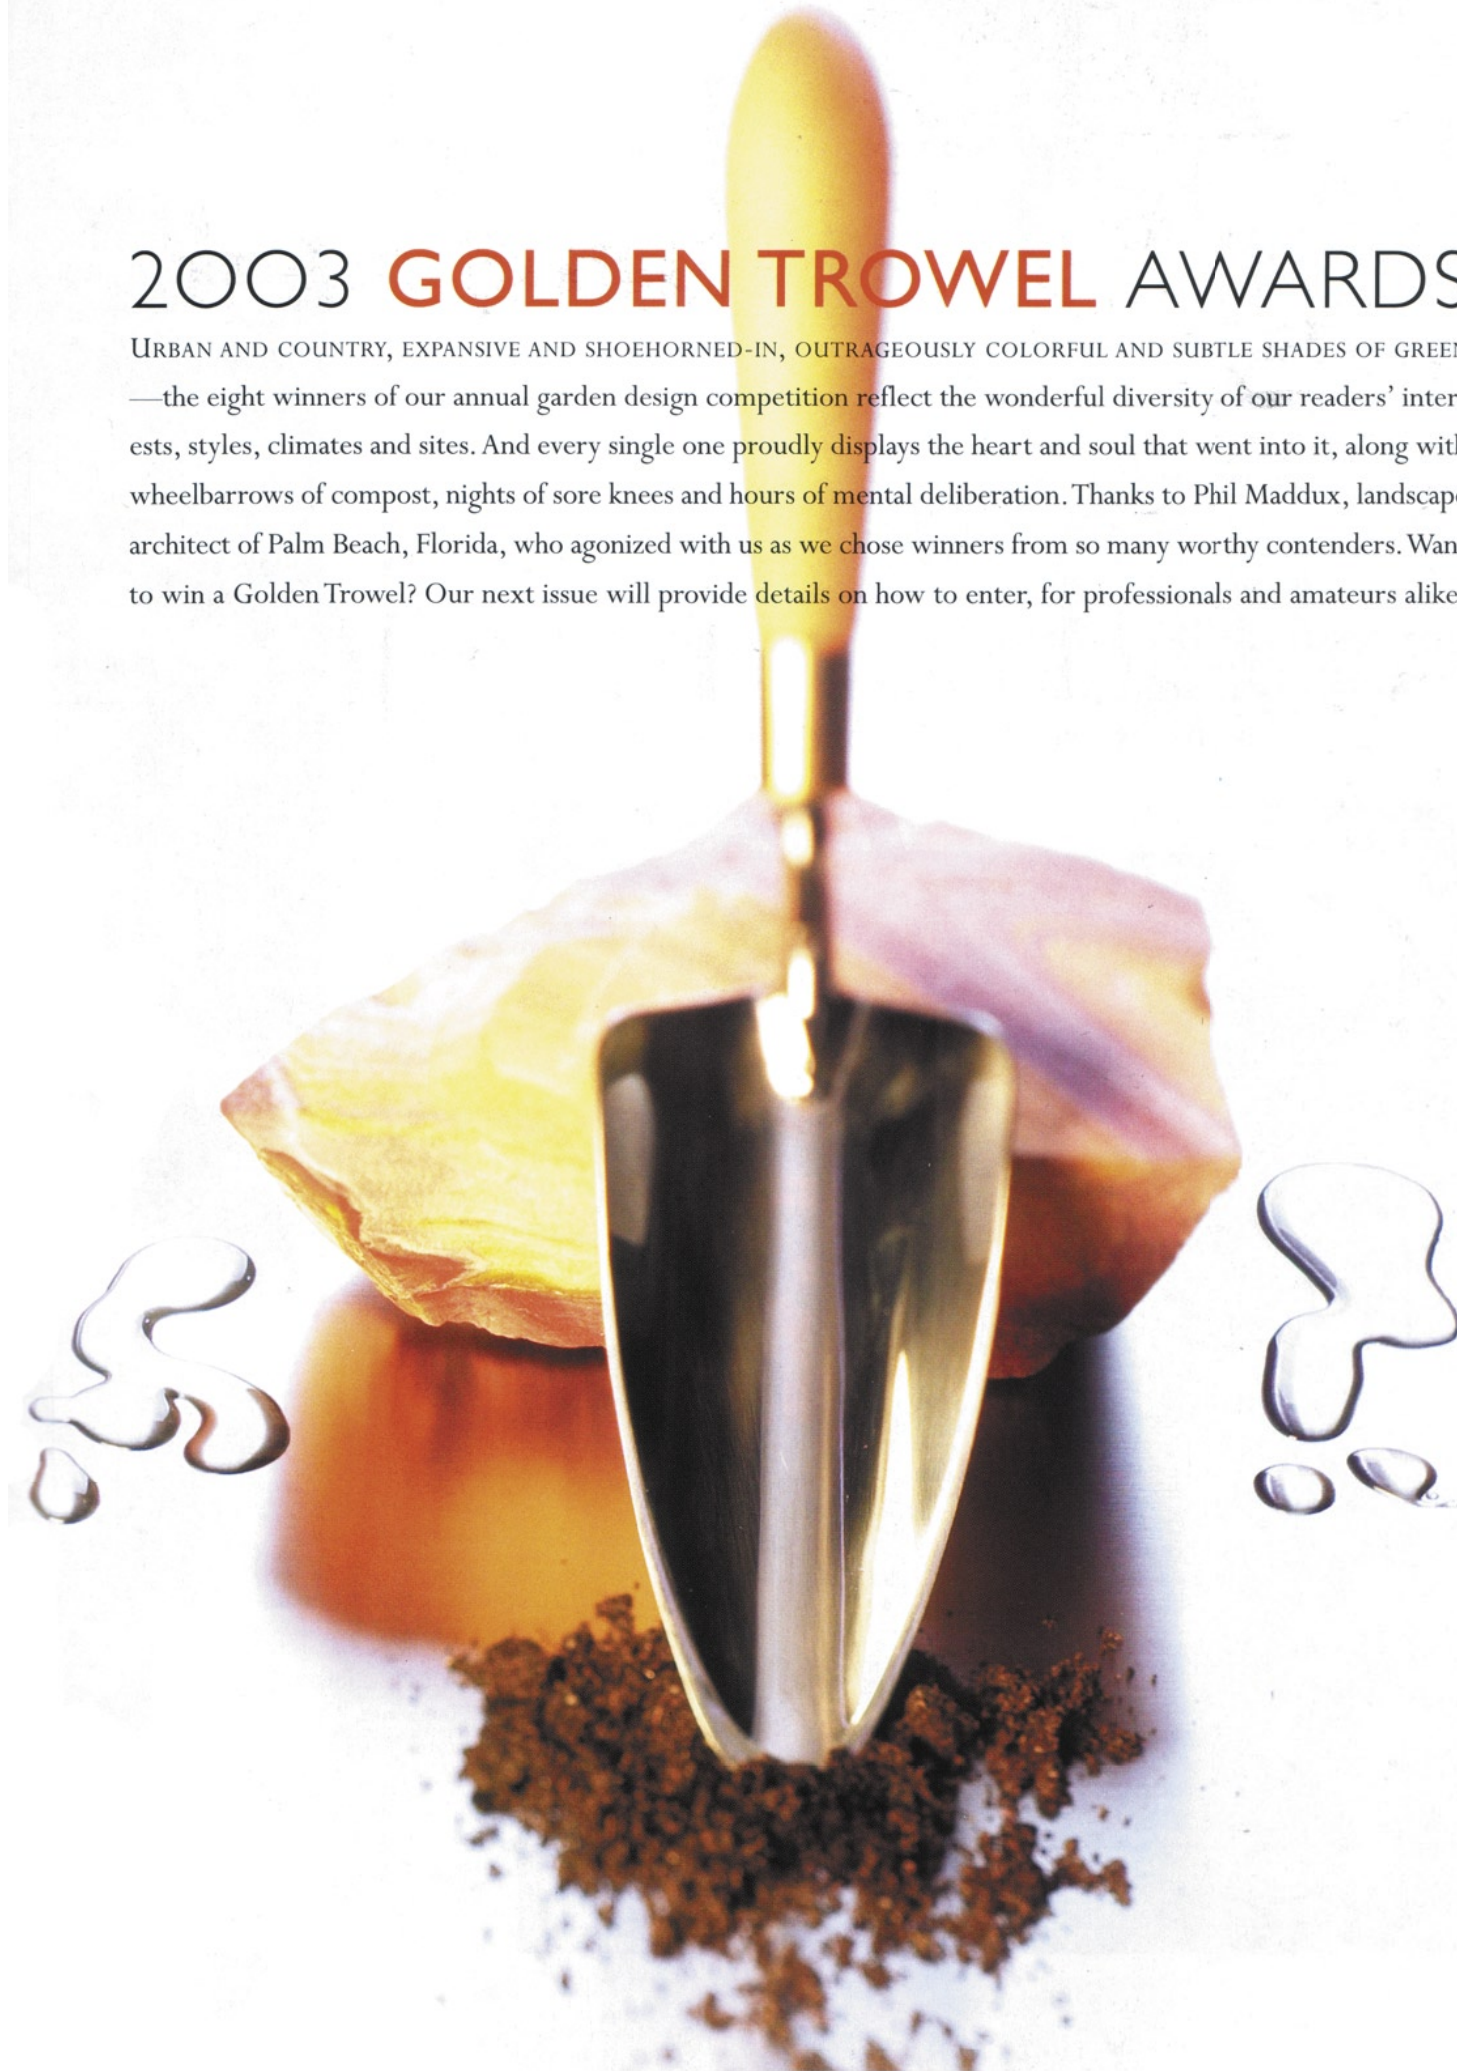 2003 GOLDEN TROWEL AWARDS
URBAN AND COUNTRY, EXPANSIVE AND SHOEHORNED-IN, OUTRAGEOUSLY COLORFUL AND SUBTLE SHADES OF GREEN
—the eight winners of our annual garden design competition reflect the wonderful diversity of our readers' inter
ests, styles, climates and sites. And every single one proudly displays the heart and soul that went into it, along with
wheelbarrows of compost, nights of sore knees and hours of mental deliberation. Thanks to Phil Maddux, landscape
architect of Palm Beach, Florida, who agonized with us as we chose winners from so many worthy contenders. Wan
to win a Golden Trowel? Our next issue will provide details on how to enter, for professionals and amateurs alike